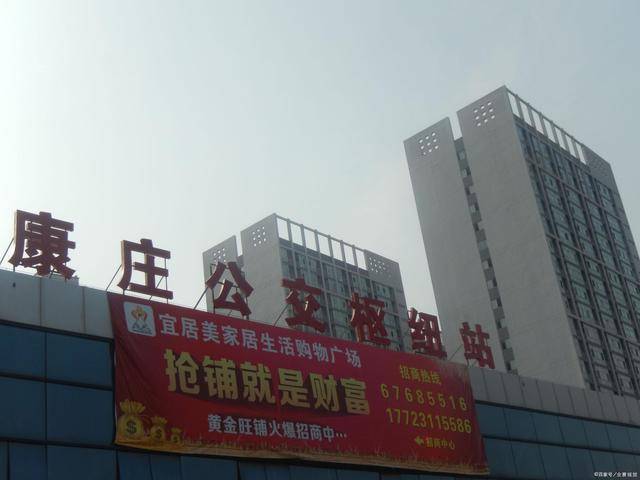 康庄公交枢纽站
宜居美家居生活购物广场
抢铺就是财富
黄金旺铺火爆招商中…
招商热线
67685516
17723115586
招商中心